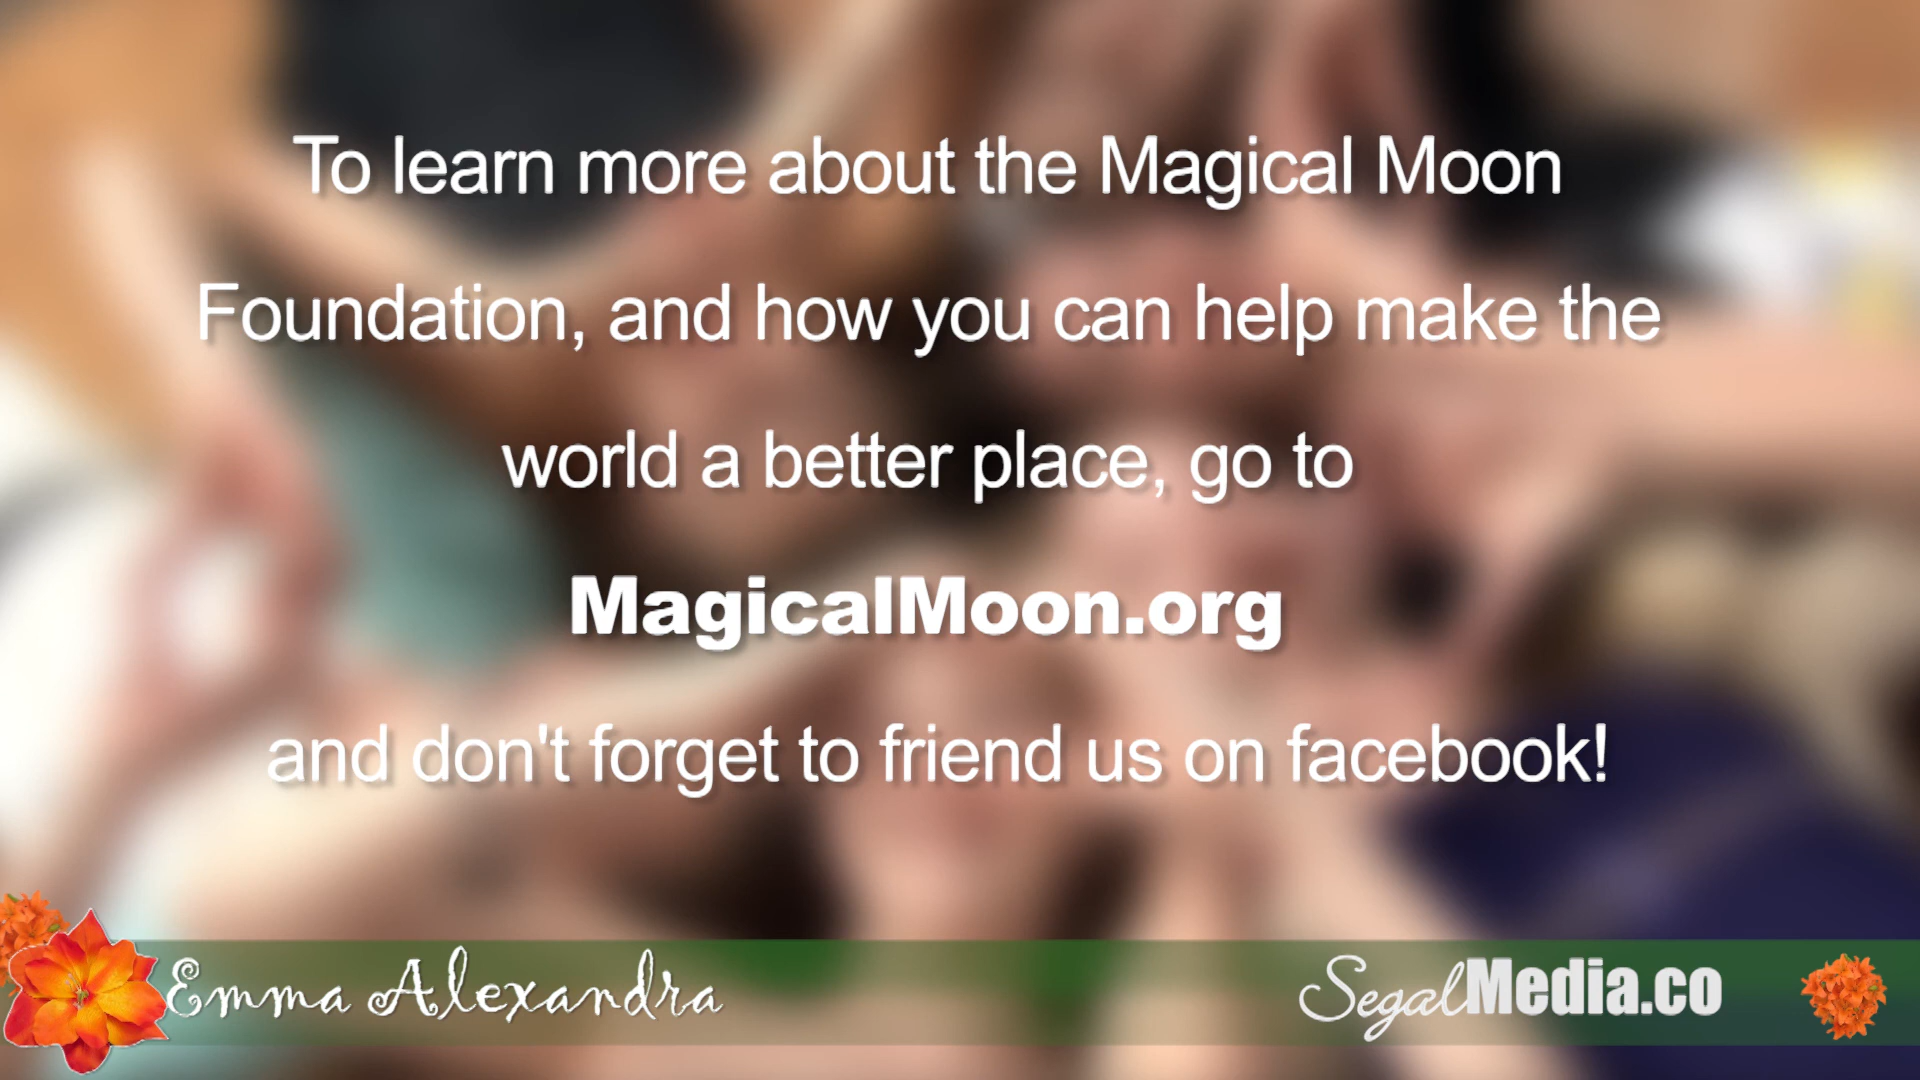 To learn more about the Magical Moon
Foundation, and how you can help make the
world a better place, go to
MagicalMoon.org
and don't forget to friend us on facebook!
Emma Alexandra
SegalMedia.co